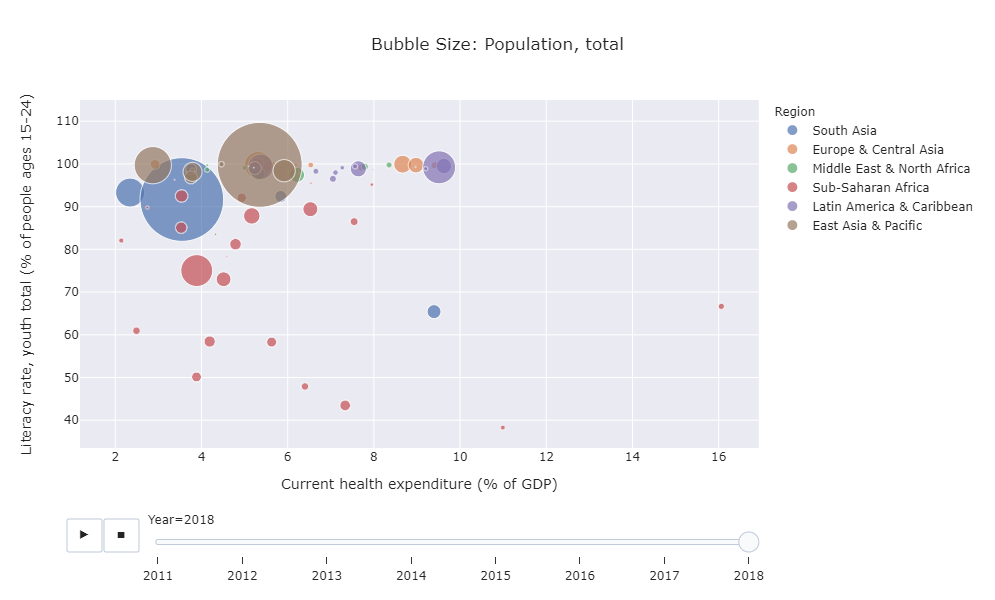 Bubble Size: Population, total
Literacy rate, youth total (% of people ages 15-24)
110
100
90
80
70
60
50
40
2 4 6 8 10 12 14 16
Current health expenditure (% of GDP)
Region
South Asia
Europe & Central Asia
Middle East & North Africa
Sub-Saharan Africa
Latin America & Caribbean
East Asia & Pacific
Year=2018
2011 2012 2013 2014 2015 2016 2017 2018